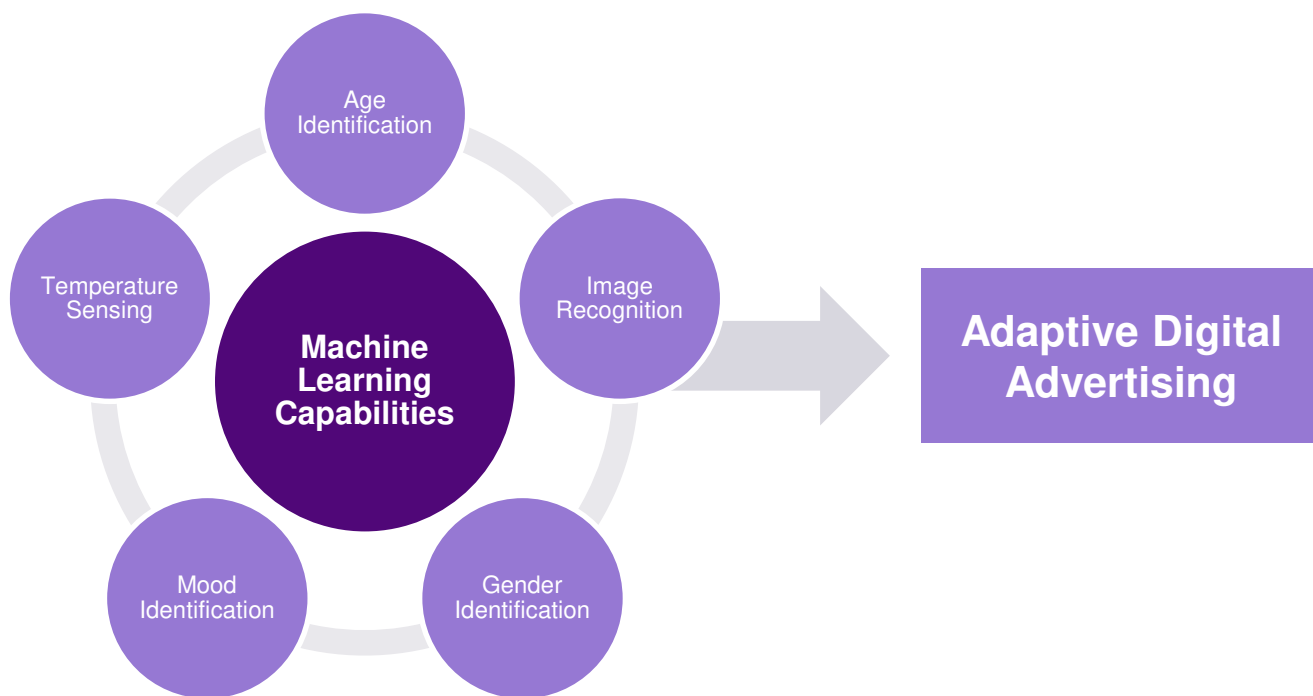 Age
Identification
Temperature
Sensing
Image
Recognition
Machine
Learning
Capabilities
Adaptive Digital
Advertising
Mood
Identification
Gender
Identification